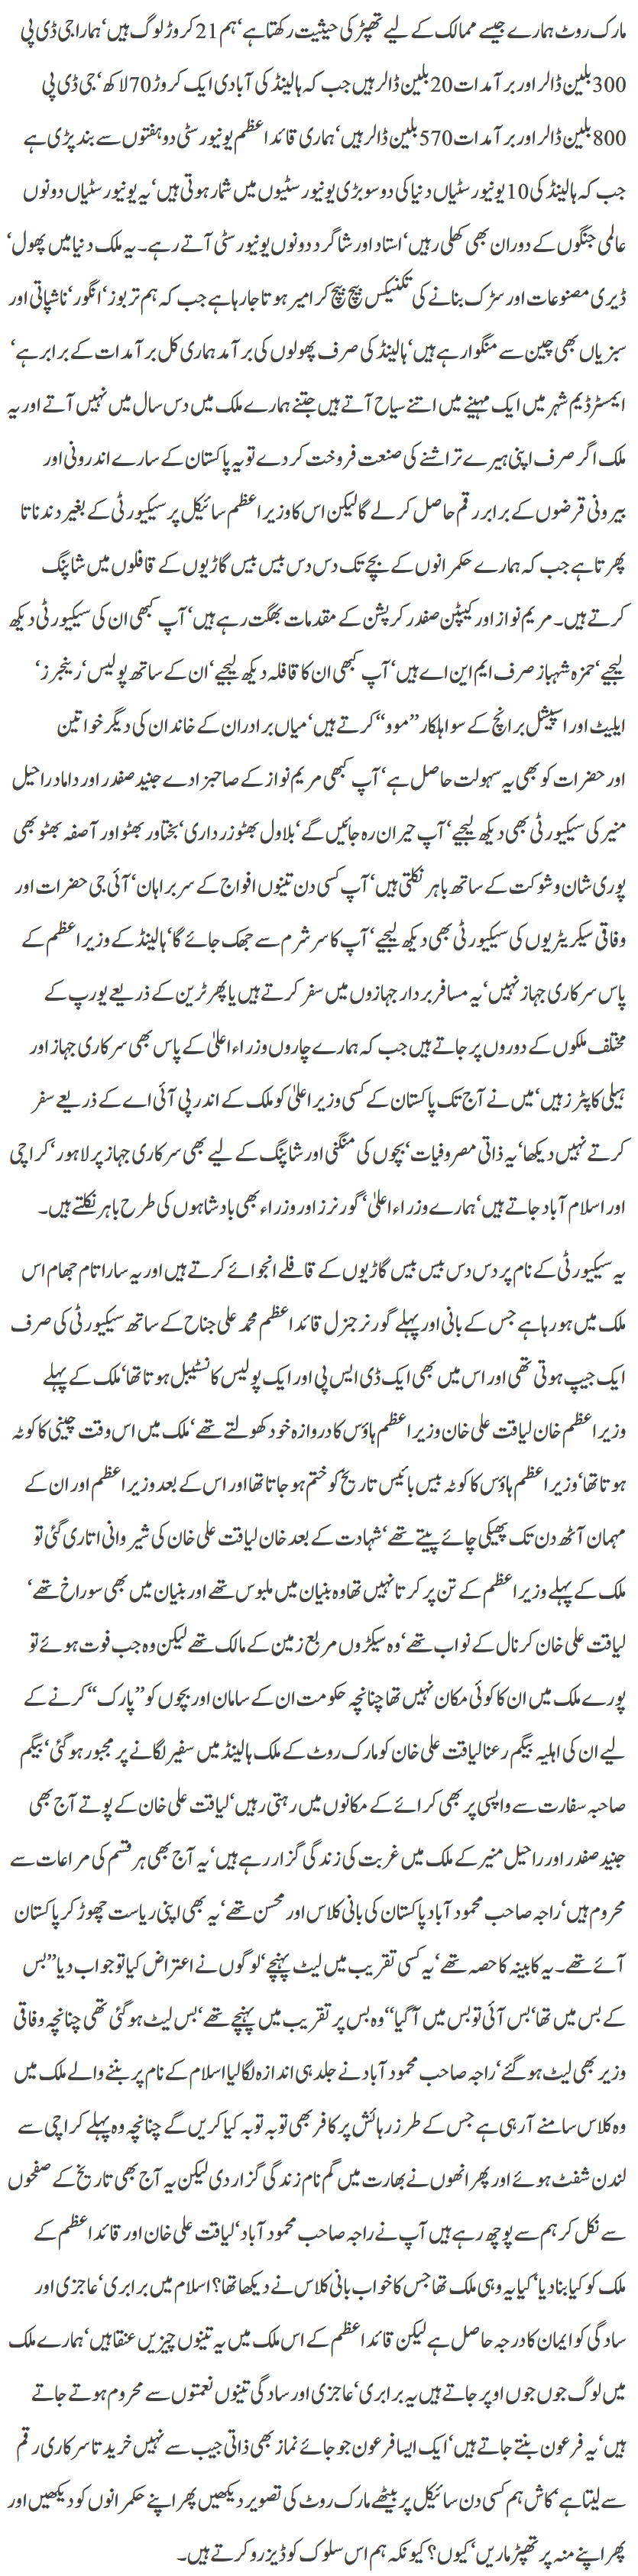 مارک روٹ ہمارے جیسے ممالک کے لیے تھپڑ کی حیثیت رکھتا ہے‘ ہم 21 کروڑ لوگ ہیں‘ ہمارا جی ڈی پی
300 بلین ڈالر اور برآمدات 20 بلین ڈالر ہیں جب کہ ہالینڈ کی آبادی ایک کروڑ 70 لاکھ‘ جی ڈی پی
800 بلین ڈالر اور برآمدات 570 بلین ڈالر ہیں‘ ہماری قائداعظم یونیورسٹی دو ہفتوں سے بند پڑی ہے
جب کہ ہالینڈ کی 10 یونیورسٹیاں دنیا کی دو سو بڑی یونیورسٹیوں میں شمار ہوتی ہیں‘ یہ یونیورسٹیاں دونوں
عالمی جنگوں کے دوران بھی کھلی رہیں‘ استاد اور شاگرد دونوں یونیورسٹی آتے رہے۔ یہ ملک دنیا میں پھول‘
ڈیری مصنوعات اور سڑک بنانے کی تکنیکس بیچ بیچ کر امیر ہوتا جا رہا ہے جب کہ ہم تربوز‘ انگور‘ ناشپاتی اور
سبزیاں بھی چین سے منگوا رہے ہیں‘ ہالینڈ کی صرف پھولوں کی برآمد ہماری کل برآمدات کے برابر ہے‘
ایمسٹرڈیم شہر میں ایک مہینے میں اتنے سیاح آتے ہیں جتنے ہمارے ملک میں دس سال میں نہیں آتے اور یہ
ملک اگر صرف اپنی ہیرے تراشنے کی صنعت فروخت کر دے تو یہ پاکستان کے سارے اندرونی اور
بیرونی قرضوں کے برابر رقم حاصل کر لے گا لیکن اس کا وزیراعظم سائیکل پر سیکیورٹی کے بغیر دندناتا
پھرتا ہے جب کہ ہمارے حکمرانوں کے بچے تک دس دس بیس بیس گاڑیوں کے قافلوں میں شاپنگ
کرتے ہیں۔ مریم نواز اور کیپٹن صفدر کرپشن کے مقدمات بھگت رہے ہیں‘ آپ کبھی ان کی سیکیورٹی دیکھ
لیجیے‘ حمزہ شہباز صرف ایم این اے ہیں‘ آپ کبھی ان کا قافلہ دیکھ لیجیے‘ ان کے ساتھ پولیس‘ رینجرز‘
ایلیٹ اور اسپیشل برانچ کے سو اہلکار ’’موو‘‘ کرتے ہیں‘ میاں برادران کے خاندان کی دیگر خواتین
اور حضرات کو بھی یہ سہولت حاصل ہے‘ آپ کبھی مریم نواز کے صاحبزادے جنید صفدر اور داماد راحیل
منیر کی سیکیورٹی بھی دیکھ لیجیے‘ آپ حیران رہ جائیں گے‘ بلاول بھٹو زرداری‘ بختاور بھٹو اور آصفہ بھٹو بھی
پوری شان و شوکت کے ساتھ باہر نکلتی ہیں‘ آپ کسی دن تینوں افواج کے سربراہان‘ آئی جی حضرات اور
وفاقی سیکریٹریوں کی سیکیورٹی بھی دیکھ لیجیے‘ آپ کا سر شرم سے جھک جائے گا‘ ہالینڈ کے وزیراعظم کے
پاس سرکاری جہاز نہیں‘ یہ مسافر بردار جہازوں میں سفر کرتے ہیں یا پھر ٹرین کے ذریعے یورپ کے
مختلف ملکوں کے دوروں پر جاتے ہیں جب کہ ہمارے چاروں وزراء اعلیٰ کے پاس بھی سرکاری جہاز اور
ہیلی کاپٹرز ہیں‘ میں نے آج تک پاکستان کے کسی وزیراعلیٰ کو ملک کے اندر پی آئی اے کے ذریعے سفر
کرتے نہیں دیکھا‘ یہ ذاتی مصروفیات‘ بچوں کی منگنی اور شاپنگ کے لیے بھی سرکاری جہاز پر لاہور‘ کراچی
اور اسلام آباد جاتے ہیں‘ ہمارے وزراء اعلیٰ‘ گورنرز اور وزراء بھی بادشاہوں کی طرح باہر نکلتے ہیں۔
یہ سیکیورٹی کے نام پر دس دس بیس بیس گاڑیوں کے قافلے انجوائے کرتے ہیں اور یہ سارا تام جھام اس
ملک میں ہو رہا ہے جس کے بانی اور پہلے گورنر جنرل قائداعظم محمد علی جناح کے ساتھ سیکیورٹی کی صرف
ایک جیپ ہوتی تھی اور اس میں بھی ایک ڈی ایس پی اور ایک پولیس کانسٹیبل ہوتا تھا‘ ملک کے پہلے
وزیراعظم خان لیاقت علی خان وزیراعظم ہاؤس کا دروازہ خود کھولتے تھے‘ ملک میں اس وقت چینی کا کوٹہ
ہوتا تھا‘ وزیراعظم ہاؤس کا کوٹہ بیس بائیس تاریخ کو ختم ہو جاتا تھا اور اس کے بعد وزیراعظم اور ان کے
مہمان آٹھ دن تک پھیکی چائے پیتے تھے‘ شہادت کے بعد خان لیاقت علی خان کی شیروانی اتاری گئی تو
ملک کے پہلے وزیراعظم کے تن پر کرتا نہیں تھا وہ بنیان میں ملبوس تھے اور بنیان میں بھی سوراخ تھے‘
لیاقت علی خان کرنال کے نواب تھے‘ وہ سیکڑوں مربع زمین کے مالک تھے لیکن وہ جب فوت ہوئے تو
پورے ملک میں ان کا کوئی مکان نہیں تھا چنانچہ حکومت ان کے سامان اور بچوں کو ’’پارک‘‘ کرنے کے
لیے ان کی اہلیہ بیگم رعنا لیاقت علی خان کو مارک روٹ کے ملک ہالینڈ میں سفیر لگانے پر مجبور ہو گئی‘ بیگم
صاحبہ سفارت سے واپسی پر بھی کرائے کے مکانوں میں رہتی رہیں‘ لیاقت علی خان کے پوتے آج بھی
جنید صفدر اور راحیل منیر کے ملک میں غربت کی زندگی گزار رہے ہیں‘ یہ آج بھی ہر قسم کی مراعات سے
محروم ہیں‘ راجہ صاحب محمود آباد پاکستان کی بانی کلاس اور محسن تھے‘ یہ بھی اپنی ریاست چھوڑ کر پاکستان
آئے تھے۔ یہ کابینہ کا حصہ تھے‘ یہ کسی تقریب میں لیٹ پہنچے‘ لوگوں نے اعتراض کیا تو جواب دیا ’’بس
کے بس میں تھا‘ بس آئی تو بس میں آ گیا‘‘ وہ بس پر تقریب میں پہنچے تھے‘ بس لیٹ ہو گئی تھی چنانچہ وفاقی
وزیر بھی لیٹ ہو گئے‘ راجہ صاحب محمود آباد نے جلد ہی اندازہ لگا لیا اسلام کے نام پر بننے والے ملک میں
وہ کلاس سامنے آ رہی ہے جس کے طرز رہائش پر کافر بھی توبہ توبہ کیا کریں گے چنانچہ وہ پہلے کراچی سے
لندن شفٹ ہوئے اور پھر انھوں نے بھارت میں گم نام زندگی گزار دی لیکن یہ آج بھی تاریخ کے صفحوں
سے نکل کر ہم سے پوچھ رہے ہیں آپ نے راجہ صاحب محمود آباد‘ لیاقت علی خان اور قائداعظم کے
ملک کو کیا بنا دیا‘ کیا یہ وہی ملک تھا جس کا خواب بانی کلاس نے دیکھا تھا؟ اسلام میں برابری‘ عاجزی اور
سادگی کو ایمان کا درجہ حاصل ہے لیکن قائداعظم کے اس ملک میں یہ تینوں چیزیں عنقا ہیں‘ ہمارے ملک
میں لوگ جوں جوں اوپر جاتے ہیں یہ برابری‘ عاجزی اور سادگی تینوں نعمتوں سے محروم ہوتے جاتے
ہیں‘ یہ فرعون بنتے جاتے ہیں‘ ایک ایسا فرعون جو جائے نماز بھی ذاتی جیب سے نہیں خریدتا سرکاری رقم
سے لیتا ہے‘ کاش ہم کسی دن سائیکل پر بیٹھے مارک روٹ کی تصویر دیکھیں پھر اپنے حکمرانوں کو دیکھیں اور
پھر اپنے منہ پر تھپڑ ماریں‘ کیوں؟ کیونکہ ہم اس سلوک کو ڈیزرو کرتے ہیں۔